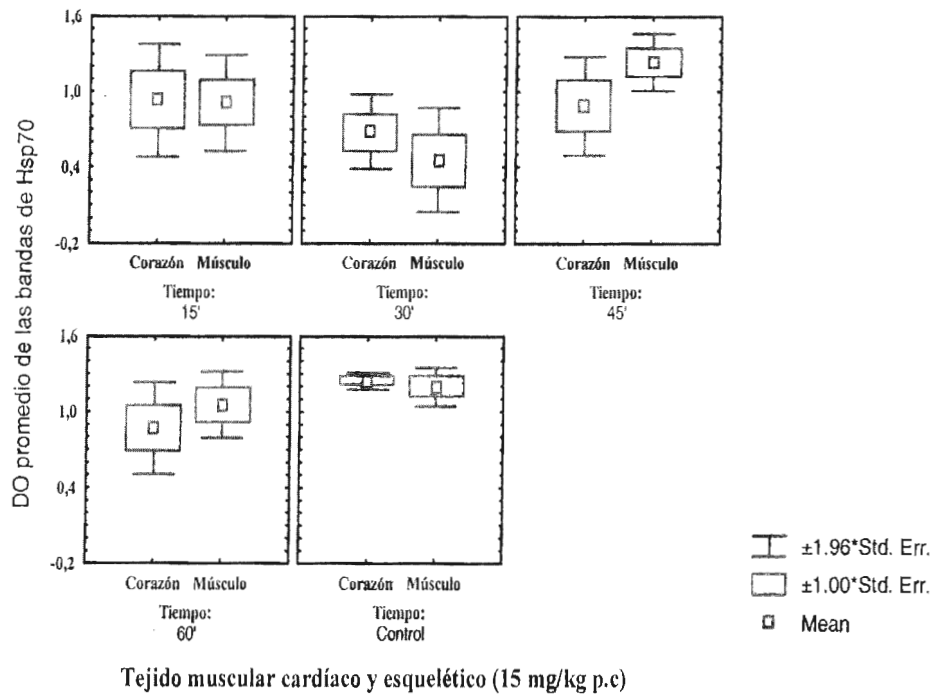 DO promedio de las bandas de Hsp70
1,6
1,0
0,4
-0,2
Corazón Músculo
Tiempo:
15'
Corazón Músculo
Tiempo:
30'
Corazón Músculo
Tiempo:
45'
1,6
1,0
0,4
-0,2
Corazón Músculo
Tiempo:
60'
Corazón Músculo
Tiempo:
Control
±1.96*Std. Err.
±1.00*Std. Err.
Mean
Tejido muscular cardíaco y esquelético (15 mg/kg p.c)